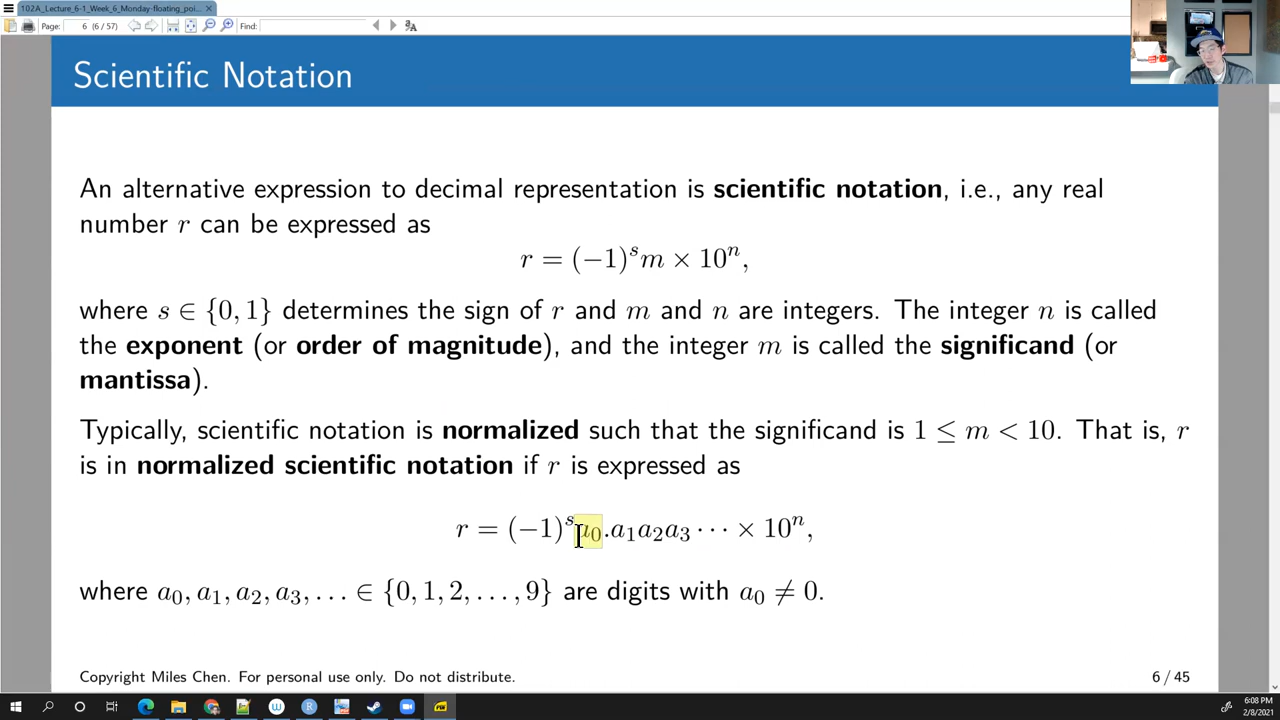 102A_Lecture_6-1_Week_6_Monday-floating_poi...
Page: 6 (6 / 57) Find:
Scientific Notation
An alternative expression to decimal representation is scientific notation, i.e., any real
number r can be expressed as
r = (−1)^s m × 10^n,
where s ∈ {0, 1} determines the sign of r and m and n are integers. The integer n is called
the exponent (or order of magnitude), and the integer m is called the significand (or
mantissa).
Typically, scientific notation is normalized such that the significand is 1 ≤ m < 10. That is, r
is in normalized scientific notation if r is expressed as
r = (−1)^s a₀.a₁a₂a₃ ··· × 10^n,
where a₀, a₁, a₂, a₃, ... ∈ {0, 1, 2, ..., 9} are digits with a₀ ≠ 0.
Copyright Miles Chen. For personal use only. Do not distribute. 6 / 45
6:08 PM
2/8/2021